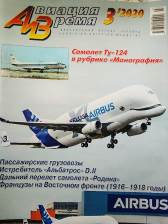 Авиация
и
Время
3'2020
Самолет Ту-124
в рубрике «Монография»
AIRBUS
Пассажирские грузовозы
Истребитель «Альбатрос» D.II
Дальний перелет самолета «Родина»
Французы на Восточном фронте (1916-1918 годы)
AIRBUS